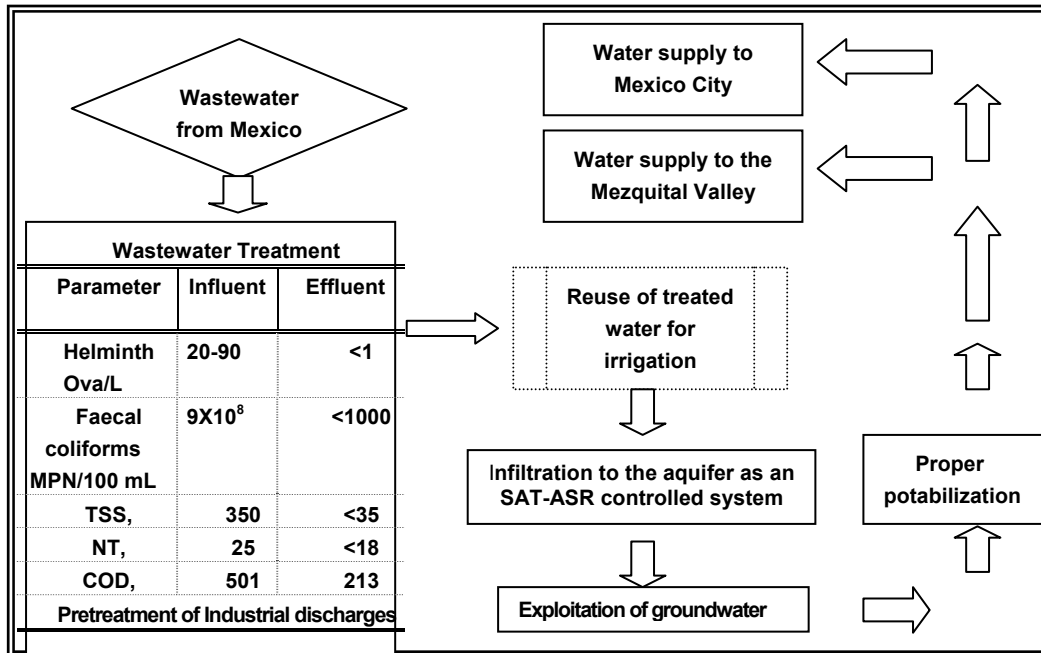 Wastewater
from Mexico
Wastewater Treatment
Parameter Influent Effluent
Helminth 20-90 <1
Ova/L
Faecal 9X10⁸ <1000
coliforms
MPN/100 mL
TSS, 350 <35
NT, 25 <18
COD, 501 213
Pretreatment of Industrial discharges
Reuse of treated
water for
irrigation
Infiltration to the aquifer as an
SAT-ASR controlled system
Exploitation of groundwater
Proper
potabilization
Water supply to the
Mezquital Valley
Water supply to
Mexico City